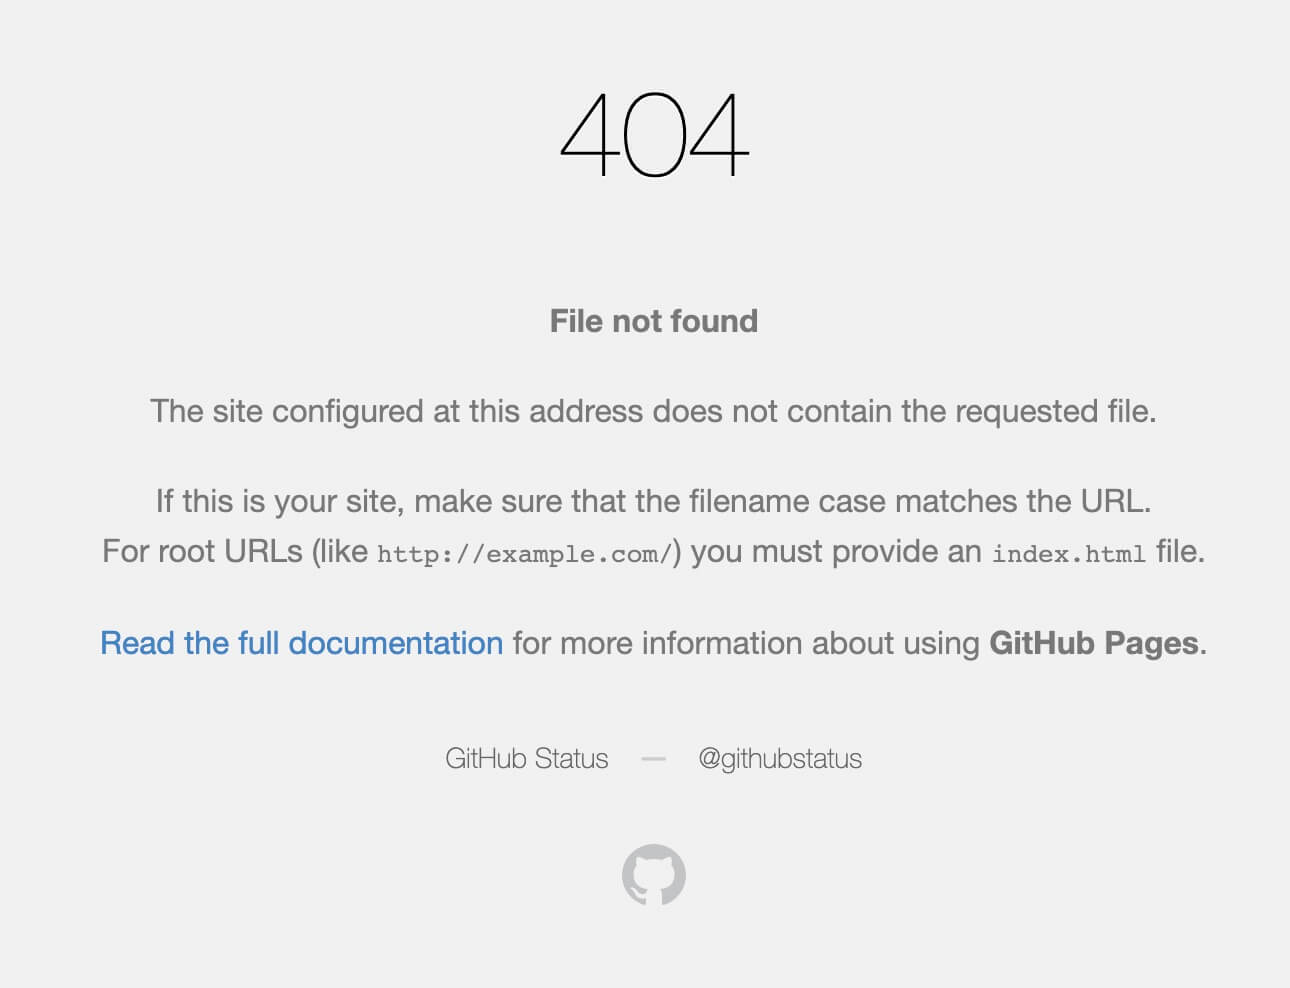 404
File not found
The site configured at this address does not contain the requested file.
If this is your site, make sure that the filename case matches the URL.
For root URLs (like http://example.com/) you must provide an index.html file.
Read the full documentation for more information about using GitHub Pages.
GitHub Status — @githubstatus